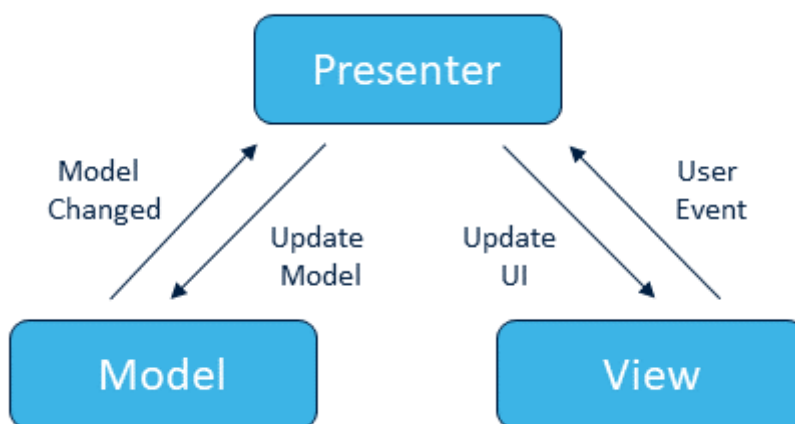 Presenter
Model
Changed
Update
Model
Update
UI
User
Event
Model
View